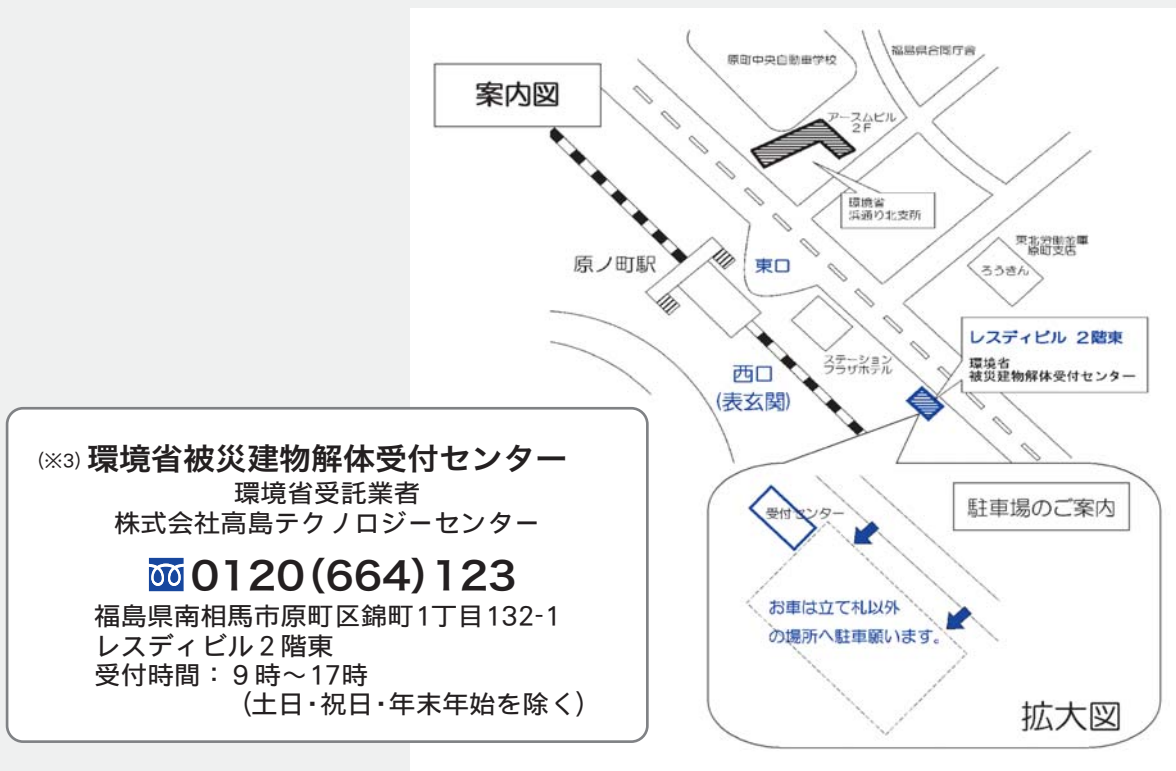 案内図
原町中央自動車学校
福島県合同庁舎
アースムビル
2F
環境省
浜通り北支所
原ノ町駅
東口
東北労働金庫
原町支店
ろうきん
レスディビル 2階東
環境省
被災建物解体受付センター
ステーション
プラザホテル
西口
(表玄関)
(※3) 環境省被災建物解体受付センター
環境省受託業者
株式会社高島テクノロジーセンター
0120(664)123
福島県南相馬市原町区錦町1丁目132-1
レスディビル2階東
受付時間：9時～17時
(土日・祝日・年末年始を除く)
駐車場のご案内
受付センター
お車は立て札以外
の場所へ駐車願います。
拡大図